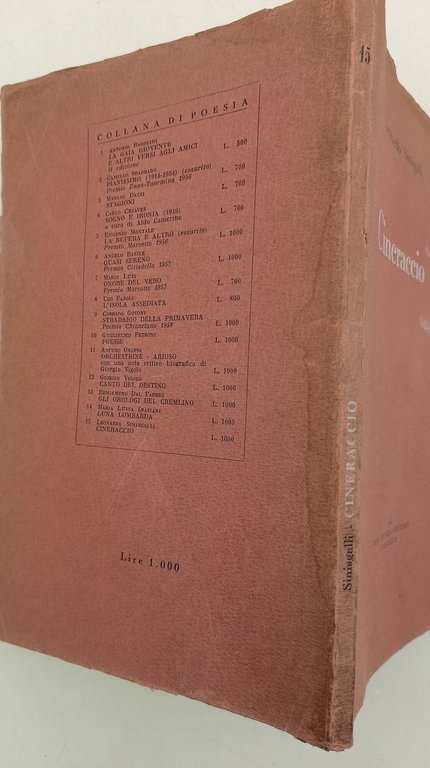 COLLANA DI POESIA
1 ANTONIO BAROLINI
LA GAIA GIOVENTÙ
E ALTRI VERSI AGLI AMICI
II edizione L. 500
2 CAMILLO SBARBARO
PIANISSIMO (1914-1954) (esaurito)
Premio Enna-Taormina 1956 L. 700
3 MANLIO DAZZI
STAGIONI L. 700
4 CARLO CHIAVES
SOGNO E IRONIA (1910)
a cura di Aldo Camerino L. 700
5 EUGENIO MONTALE
LA BUFERA E ALTRO (esaurito)
Premio Marzotto 1956 L. 1000
6 ANGELO BARILE
QUASI SERENO
Premio Cittadella 1957 L. 1000
7 MARIO LUZI
ONORE DEL VERO
Premio Marzotto 1957 L. 700
8 UGO FASOLO
L'ISOLA ASSEDIATA L. 800
9 CORRADO GOVONI
STRADARIO DELLA PRIMAVERA
Premio Chianciano 1958 L. 1000
10 GUGLIELMO PETRONI
POESIE L. 1000
11 ARTURO ONOFRI
ORCHESTRINE - ARIOSO
con una nota critico biografica di
Giorgio Vigolo L. 1000
12 GIORGIO VIGOLO
CANTO DEL DESTINO L. 1000
13 BENIAMINO DAL FABBRO
GLI OROLOGI DEL CREMLINO L. 1000
14 MARIA LUISA SPAZIANI
LUNA LOMBARDA L. 1000
15 LEONARDO SINISGALLI
CINERACCIO L. 1000
Lire 1.000
15
Sinisgalli - CINERACCIO
Cineraccio